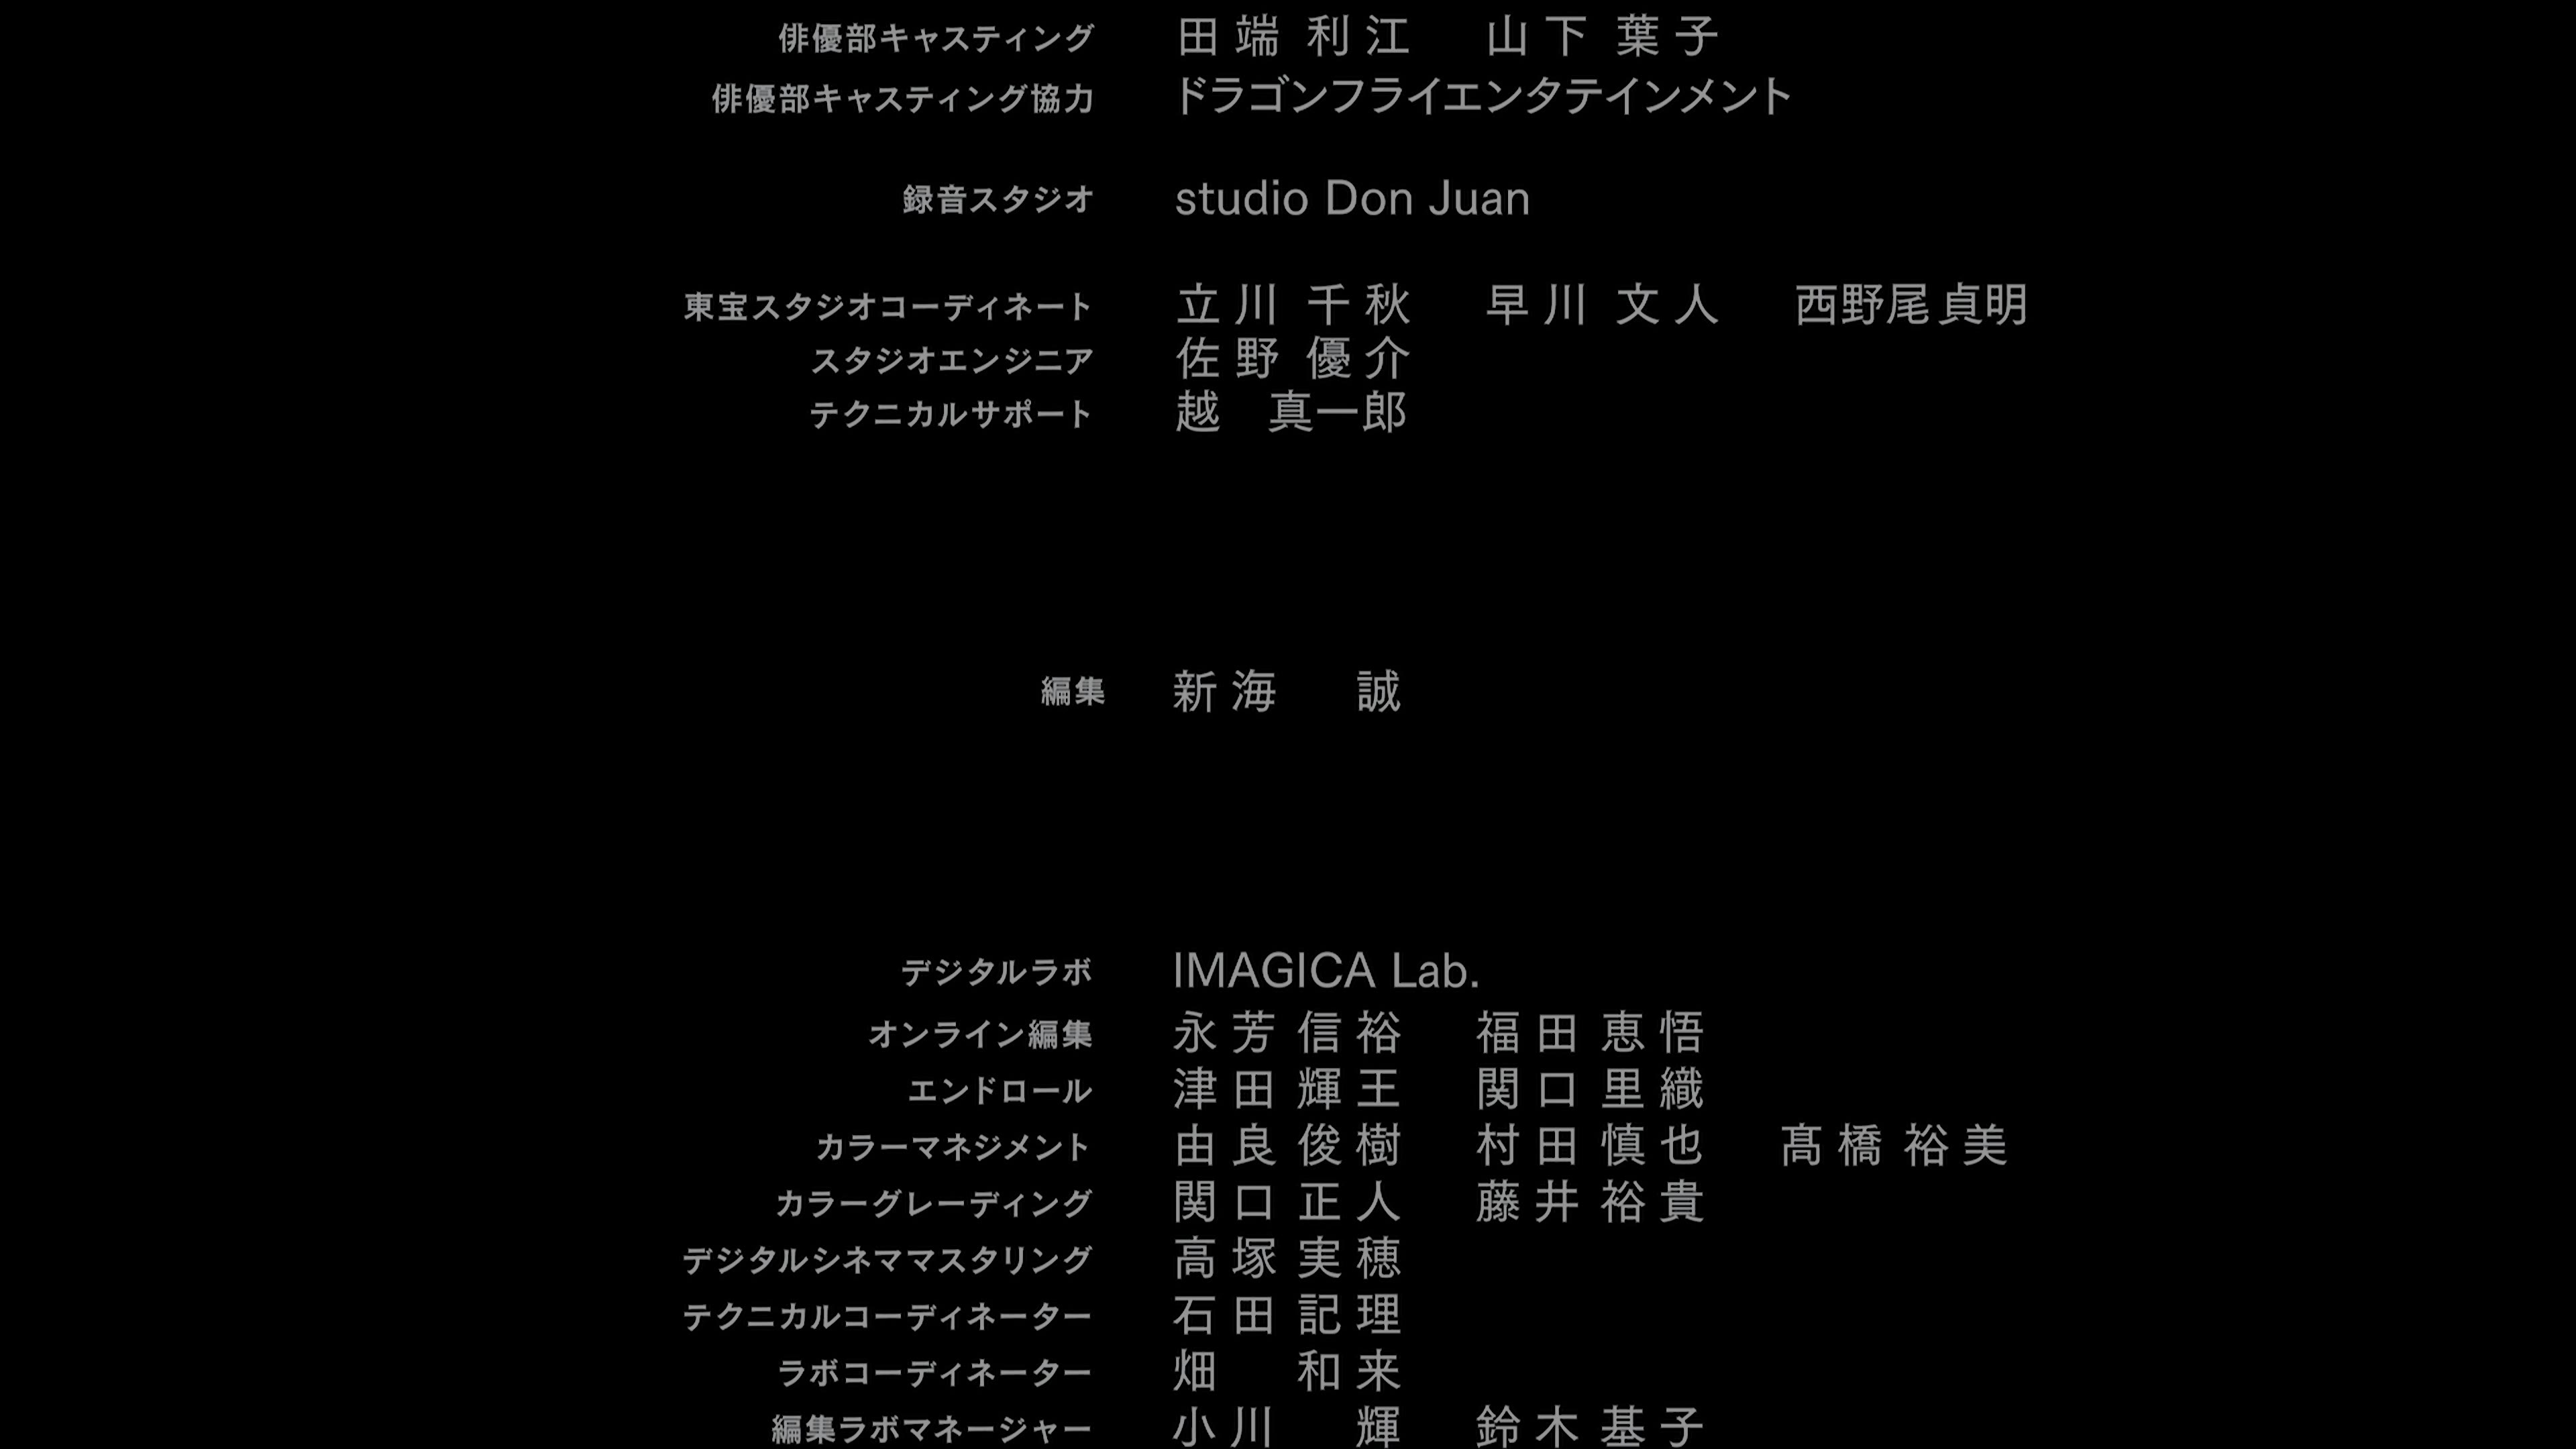 俳優部キャスティング 田端 利江 山下 葉子
俳優部キャスティング協力 ドラゴンフライエンタテインメント
録音スタジオ studio Don Juan
東宝スタジオコーディネート 立川 千秋 早川 文人 西野尾 貞明
スタジオエンジニア 佐野 優介
テクニカルサポート 越 真一郎
編集 新海 誠
デジタルラボ IMAGICA Lab.
オンライン編集 永芳 信裕 福田 恵悟
エンドロール 津田 輝王 関口 里織
カラーマネジメント 由良 俊樹 村田 慎也 髙橋 裕美
カラーグレーディング 関口 正人 藤井 裕貴
デジタルシネママスタリング 高塚 実穂
テクニカルコーディネーター 石田 記理
ラボコーディネーター 畑 和来
編集ラボマネージャー 小川 輝 鈴木 基子